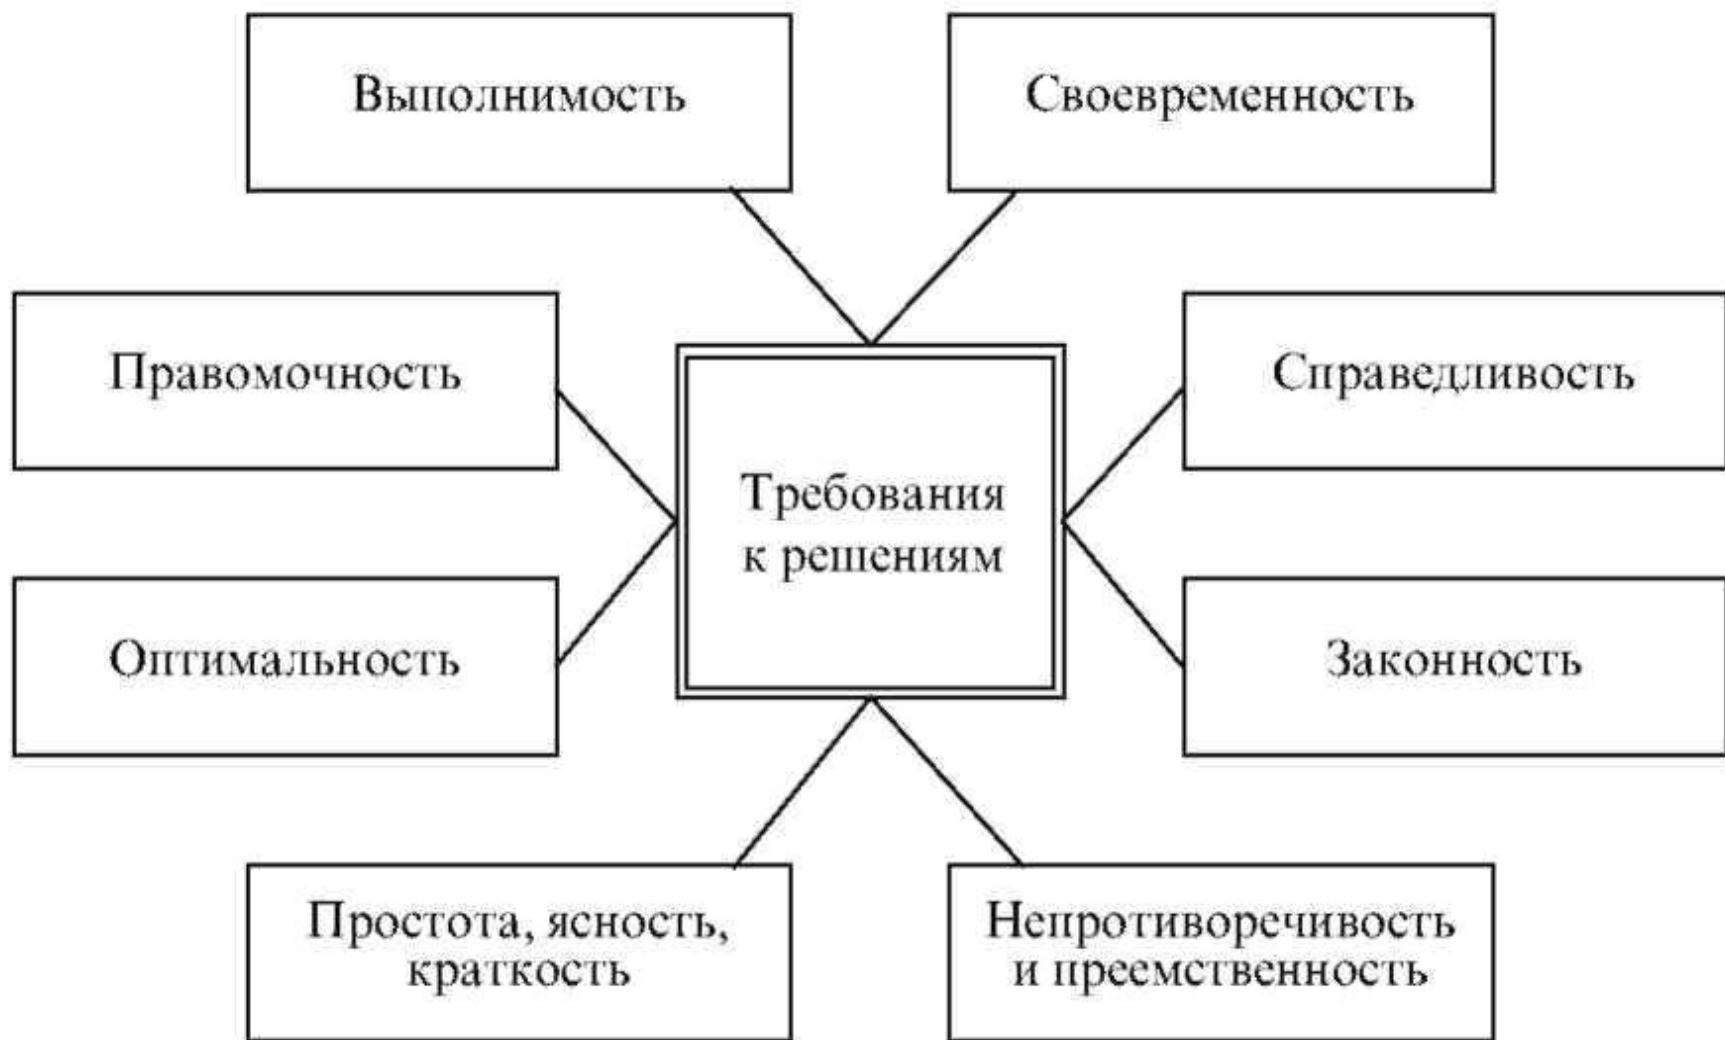 Выполнимость
Своевременность
Правомочность
Справедливость
Требования
к решениям
Оптимальность
Законность
Простота, ясность,
краткость
Непротиворечивость
и преемственность